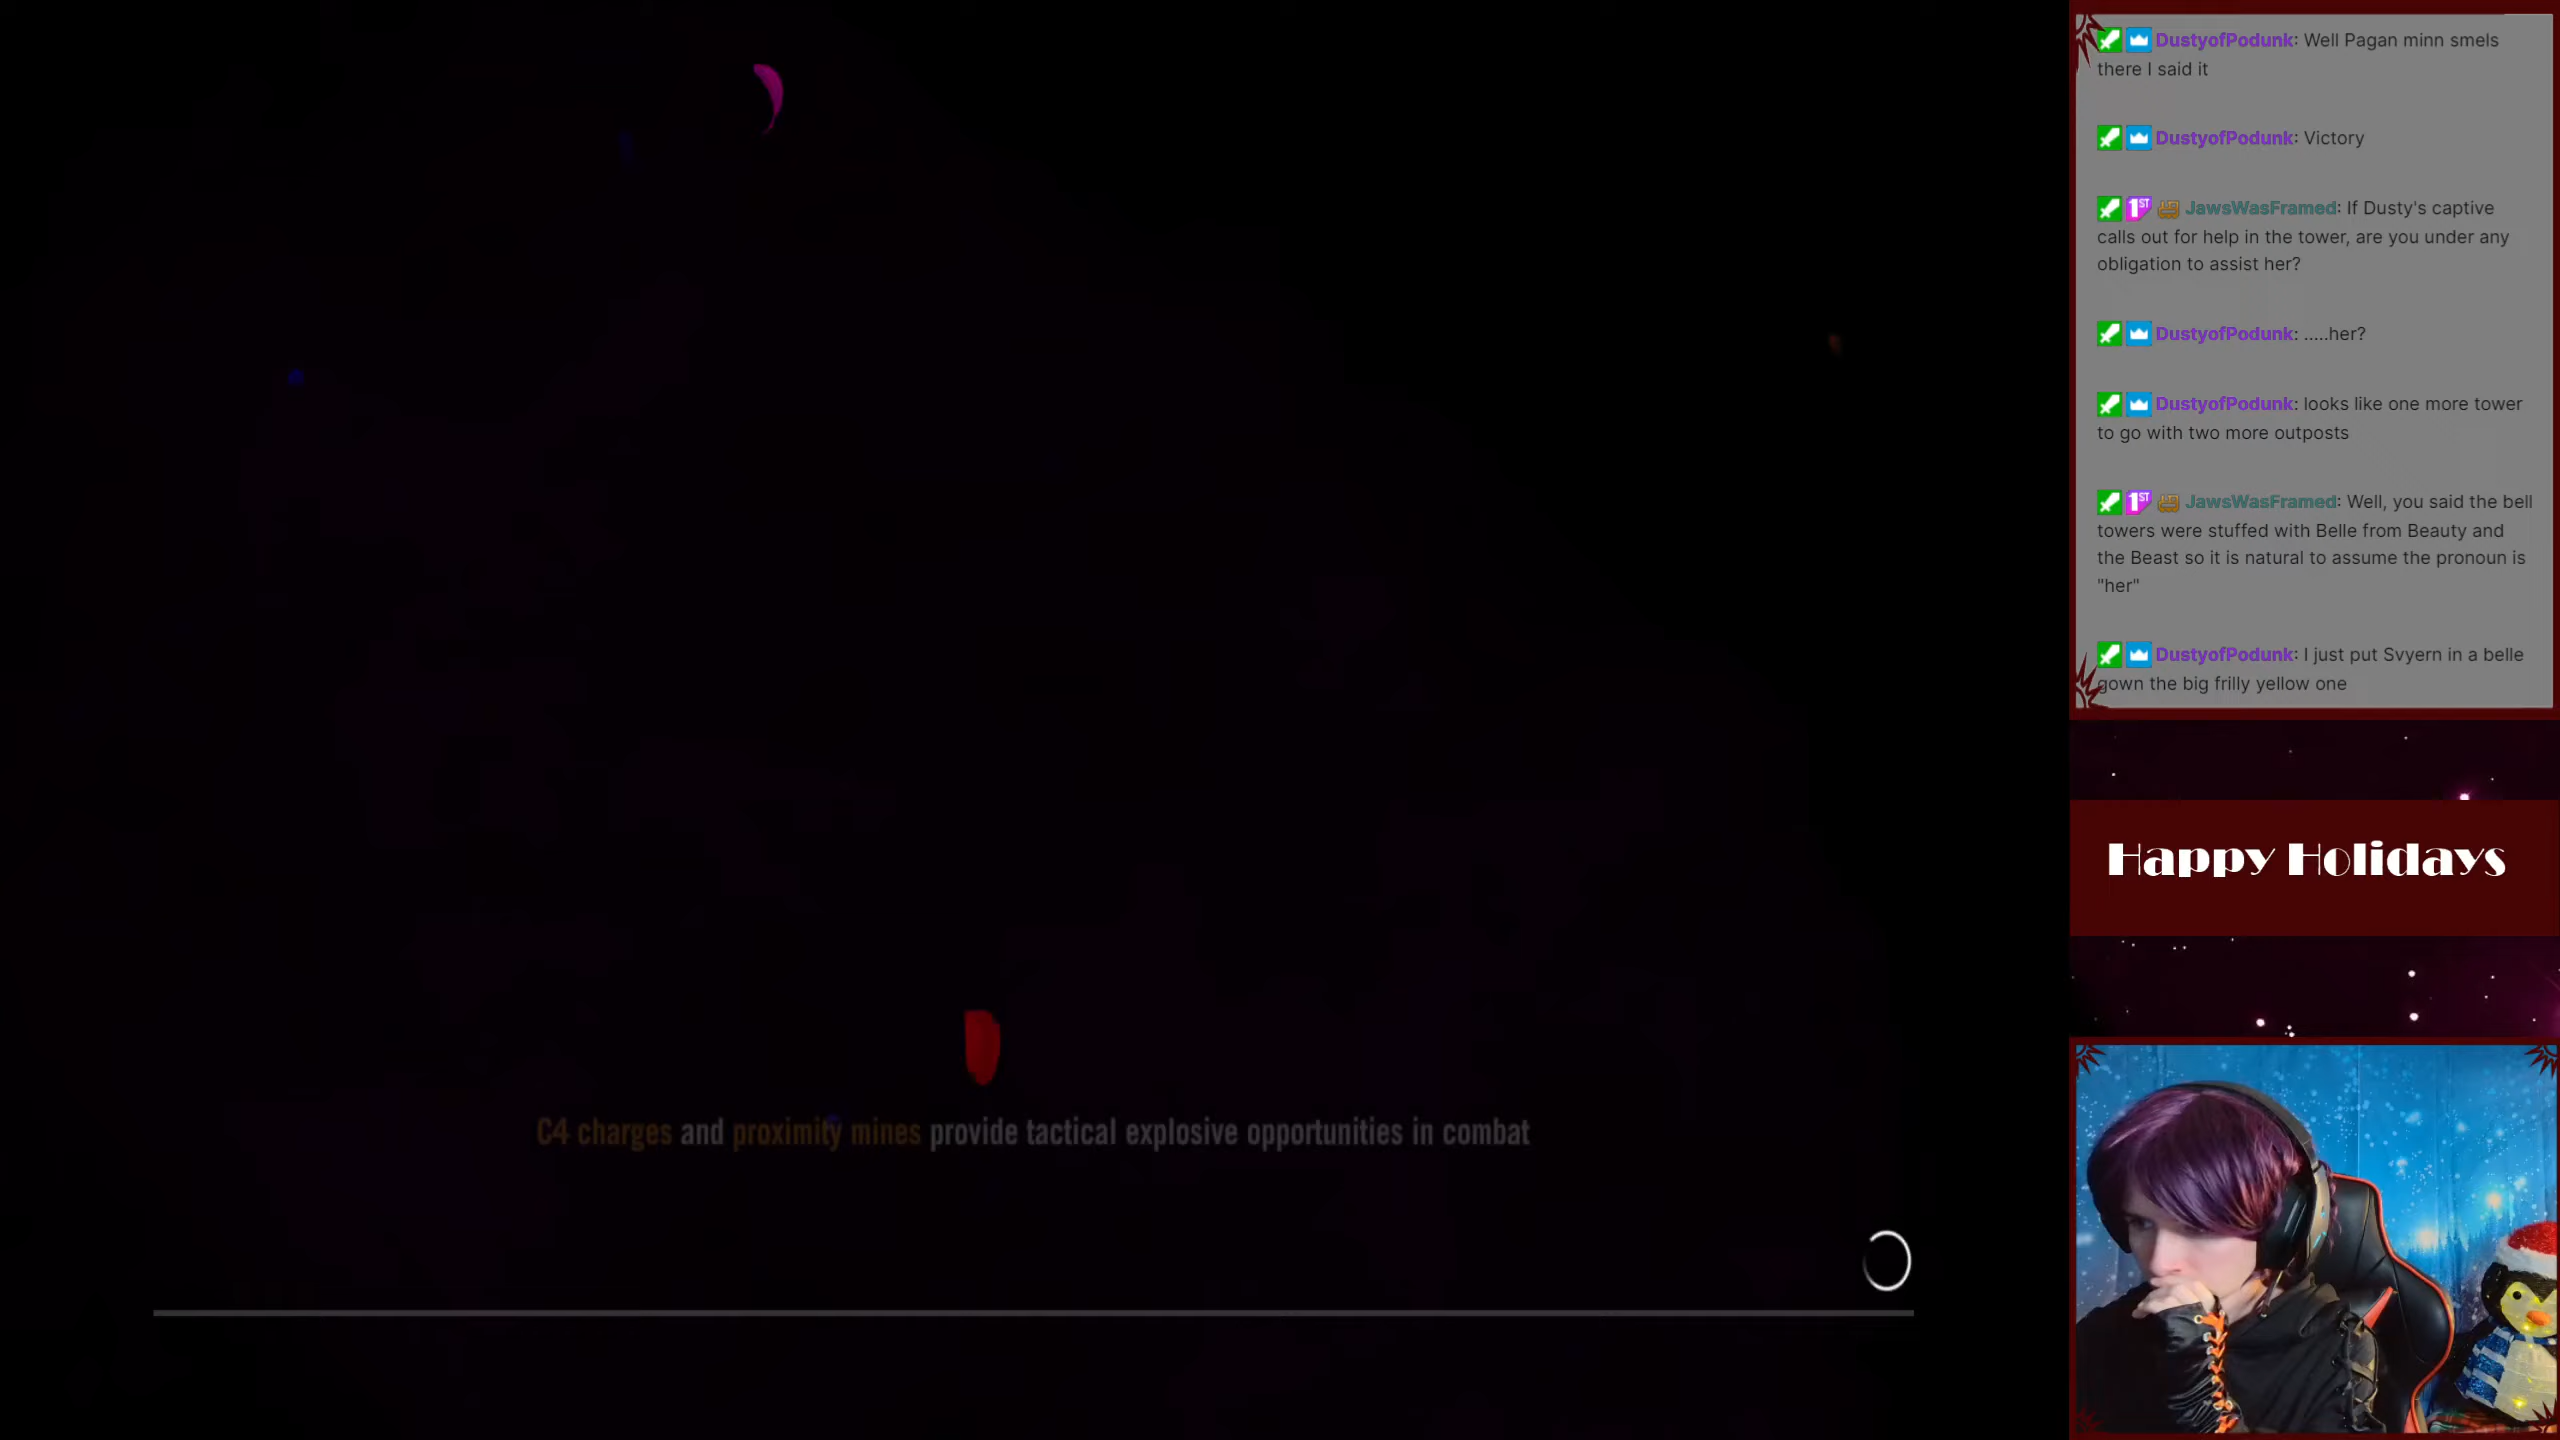 DustyofPodunk: Well Pagan minn smels
there I said it
DustyofPodunk: Victory
1ST JawsWasFramed: If Dusty's captive
calls out for help in the tower, are you under any
obligation to assist her?
DustyofPodunk: .....her?
DustyofPodunk: looks like one more tower
to go with two more outposts
1ST JawsWasFramed: Well, you said the bell
towers were stuffed with Belle from Beauty and
the Beast so it is natural to assume the pronoun is
"her"
DustyofPodunk: I just put Svyern in a belle
gown the big frilly yellow one
Happy Holidays
C4 charges and proximity mines provide tactical explosive opportunities in combat